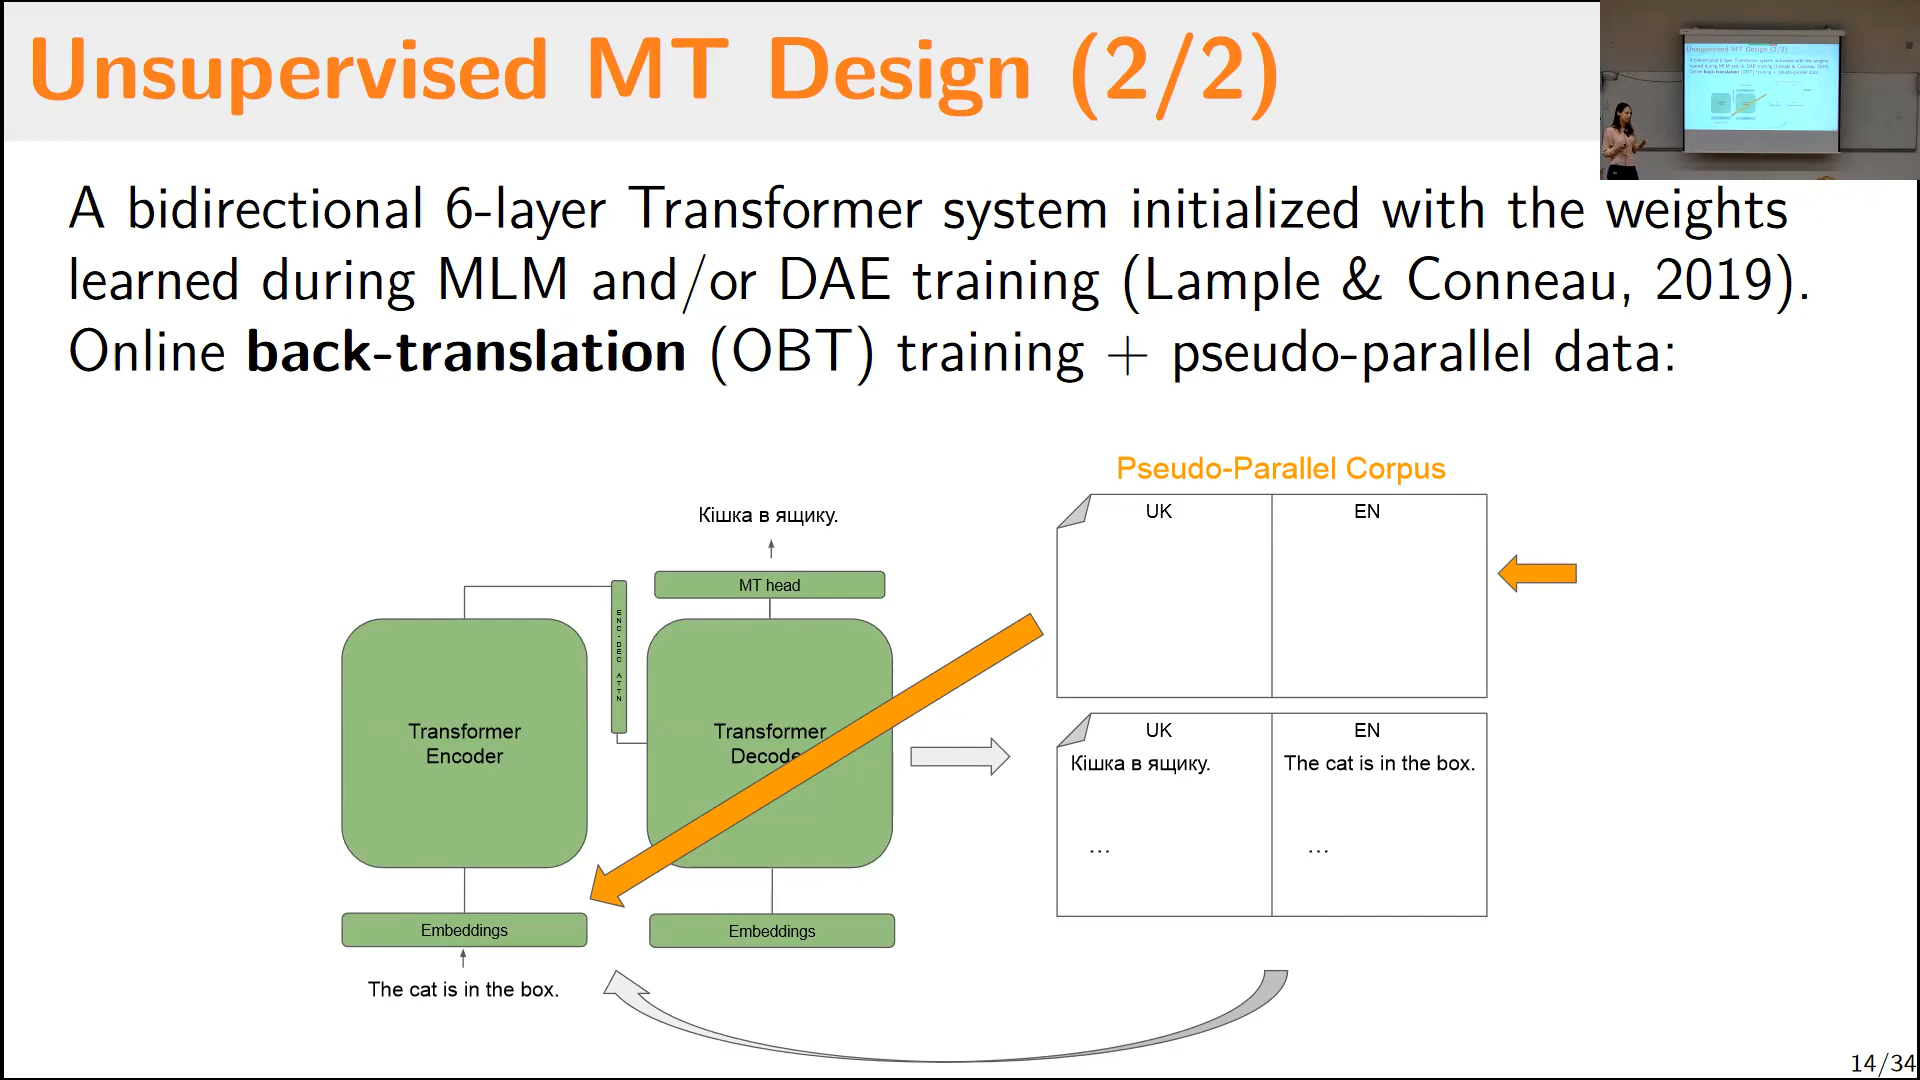 Unsupervised MT Design (2/2)
A bidirectional 6-layer Transformer system initialized with the weights
learned during MLM and/or DAE training (Lample & Conneau, 2019).
Online back-translation (OBT) training + pseudo-parallel data:
Pseudo-Parallel Corpus
UK EN
Кішка в ящику.
MT head
ENC-DEC ATTN
Transformer
Encoder
Transformer
Decoder
UK EN
Кішка в ящику. The cat is in the box.
... ...
Embeddings
Embeddings
The cat is in the box.
14/34